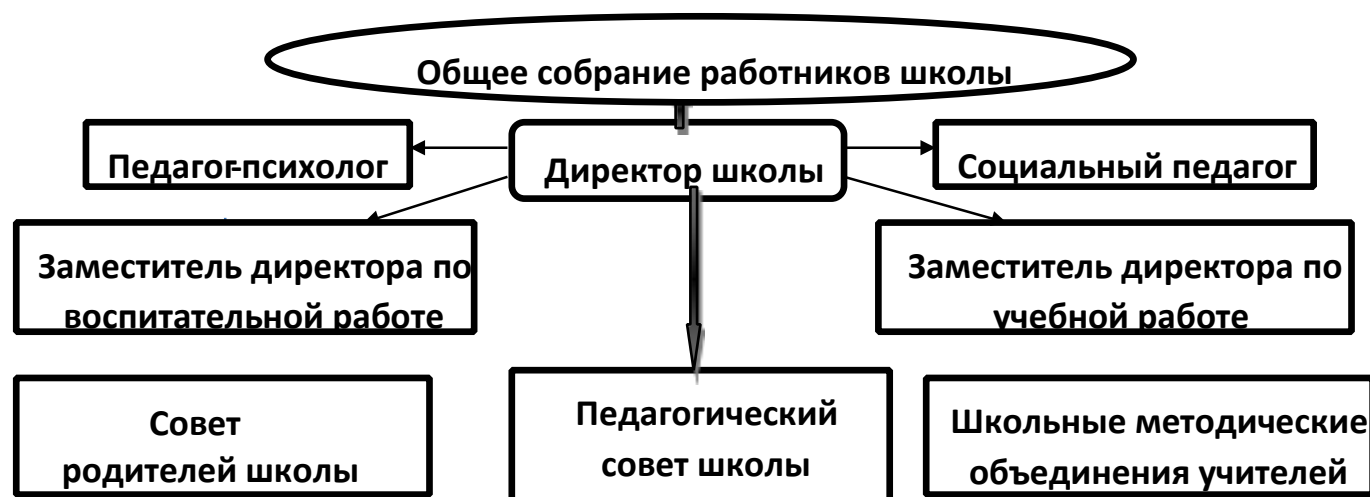 Общее собрание работников школы
Педагог-психолог
Директор школы
Социальный педагог
Заместитель директора по
воспитательной работе
Заместитель директора по
учебной работе
Совет
родителей школы
Педагогический
совет школы
Школьные методические
объединения учителей